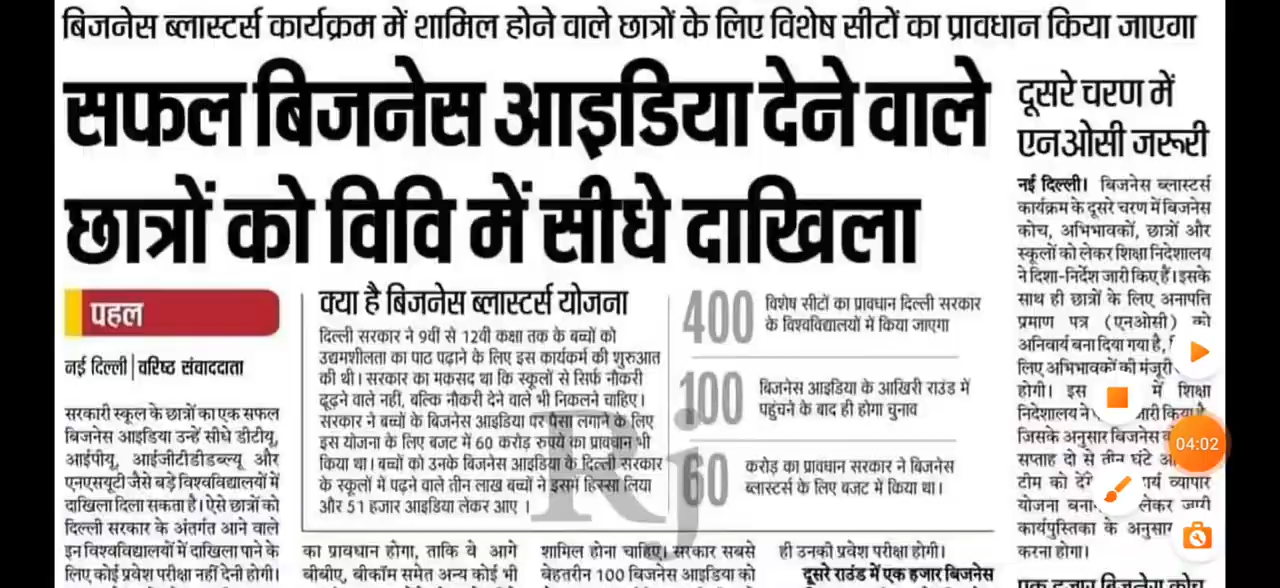 बिजनेस ब्लास्टर्स कार्यक्रम में शामिल होने वाले छात्रों के लिए विशेष सीटों का प्रावधान किया जाएगा
सफल बिजनेस आइडिया देने वाले
छात्रों को विवि में सीधे दाखिला
पहल
नई दिल्ली | वरिष्ठ संवाददाता
सरकारी स्कूल के छात्रों का एक सफल
बिजनेस आइडिया उन्हें सीधे डीटीयू,
आईपीयू, आईजीटीडीडब्ल्यू और
एनएसयूटी जैसे बड़े विश्वविद्यालयों में
दाखिला दिला सकता है। ऐसे छात्रों को
दिल्ली सरकार के अंतर्गत आने वाले
इन विश्वविद्यालयों में दाखिला पाने के
लिए कोई प्रवेश परीक्षा नहीं देनी होगी।
क्या है बिजनेस ब्लास्टर्स योजना
दिल्ली सरकार ने 9वीं से 12वीं कक्षा तक के बच्चों को
उद्यमशीलता का पाठ पढ़ाने के लिए इस कार्यकर्म की शुरुआत
की थी। सरकार का मकसद था कि स्कूलों से सिर्फ नौकरी
ढूढ़ने वाले नहीं, बल्कि नौकरी देने वाले भी निकलने चाहिए।
सरकार ने बच्चों के बिजनेस आइडिया पर पैसा लगाने के लिए
इस योजना के लिए बजट में 60 करोड़ रुपये का प्रावधान भी
किया था। बच्चों को उनके बिजनेस आइडिया के दिल्ली सरकार
के स्कूलों में पढ़ने वाले तीन लाख बच्चों ने इसमें हिस्सा लिया
और 51 हजार आइडिया लेकर आए ।
400
विशेष सीटों का प्रावधान दिल्ली सरकार
के विश्वविद्यालयों में किया जाएगा
100
बिजनेस आइडिया के आखिरी राउंड में
पहुंचने के बाद ही होगा चुनाव
60
करोड़ का प्रावधान सरकार ने बिजनेस
ब्लास्टर्स के लिए बजट में किया था।
Rj
का प्रावधान होगा, ताकि वे आगे
बीबीए, बीकॉम समेत अन्य कोई भी
शामिल होना चाहिए। सरकार सबसे
बेहतरीन 100 बिजनेस आइडिया को
ही उनकी प्रवेश परीक्षा होगी।
दूसरे राउंड में एक हजार बिजनेस
दूसरे चरण में
एनओसी जरूरी
नई दिल्ली। बिजनेस ब्लास्टर्स
कार्यक्रम के दूसरे चरण में बिजनेस
कोच, अभिभावकों, छात्रों और
स्कूलों को लेकर शिक्षा निदेशालय
ने दिशा-निर्देश जारी किए हैं। इसके
साथ ही छात्रों के लिए अनापत्ति
प्रमाण पत्र (एनओसी) को
अनिवार्य बना दिया गया है,
लिए अभिभावकों की मंजूरी
होगी। इस में शिक्षा
निदेशालय ने
जिसके अनुसार बिजनेस
सप्ताह दो से तीन घंटे
टीम को व्यापार
योजना लेकर जारी
कार्यपुस्तिका के अनुसार
करना होगा।
एक हजार बिजनेस कोच
04:02